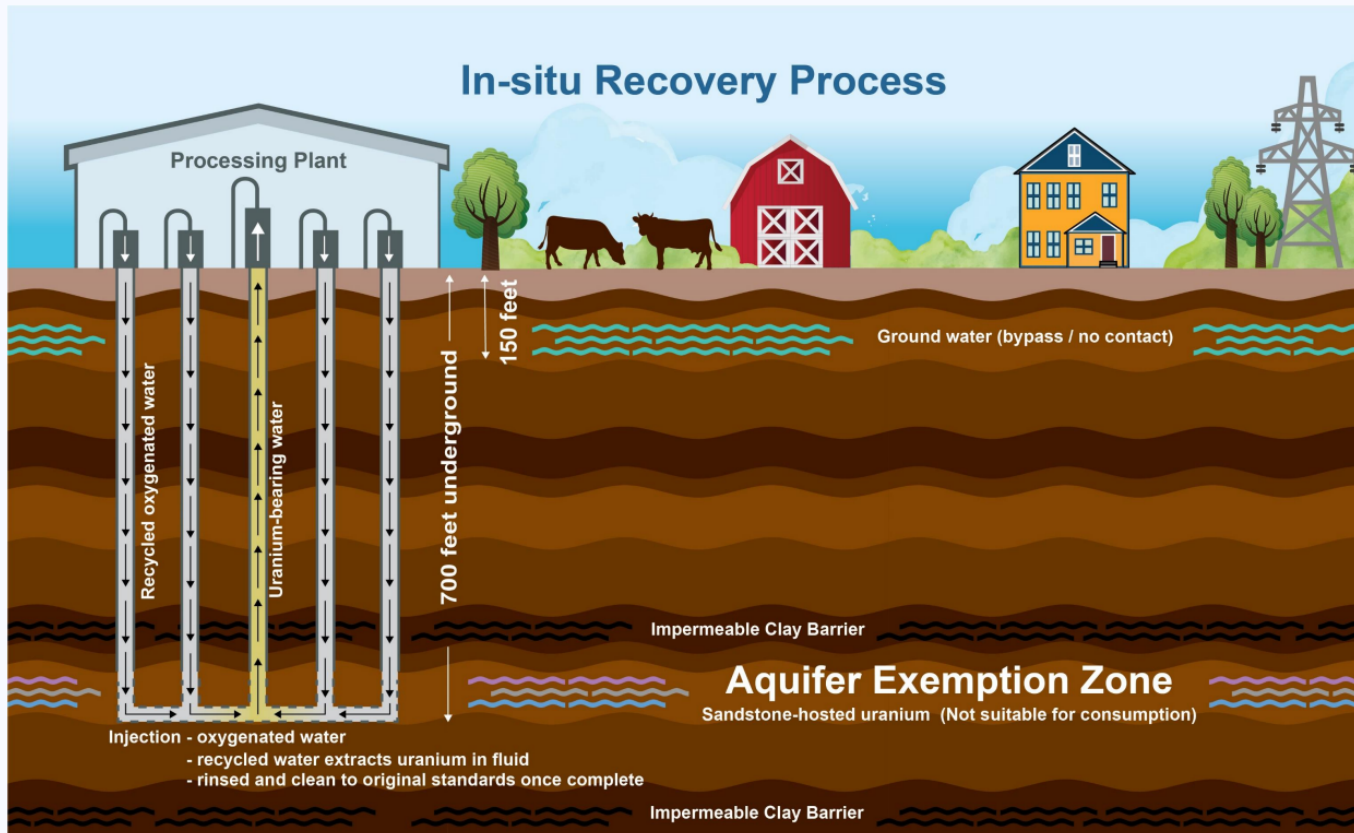 In-situ Recovery Process
Processing Plant
150 feet
Ground water (bypass / no contact)
Recycled oxygenated water
Uranium-bearing water
700 feet underground
Impermeable Clay Barrier
Aquifer Exemption Zone
Sandstone-hosted uranium (Not suitable for consumption)
Injection - oxygenated water
- recycled water extracts uranium in fluid
- rinsed and clean to original standards once complete
Impermeable Clay Barrier